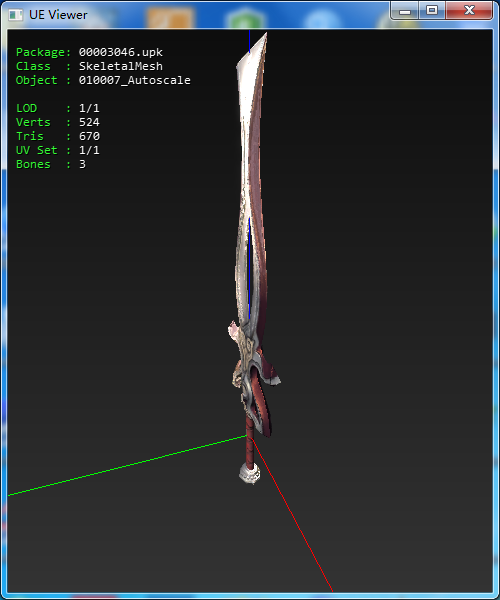 UE Viewer
Package: 00003046.upk
Class : SkeletalMesh
Object : 010007_Autoscale
LOD : 1/1
Verts : 524
Tris : 670
UV Set : 1/1
Bones : 3